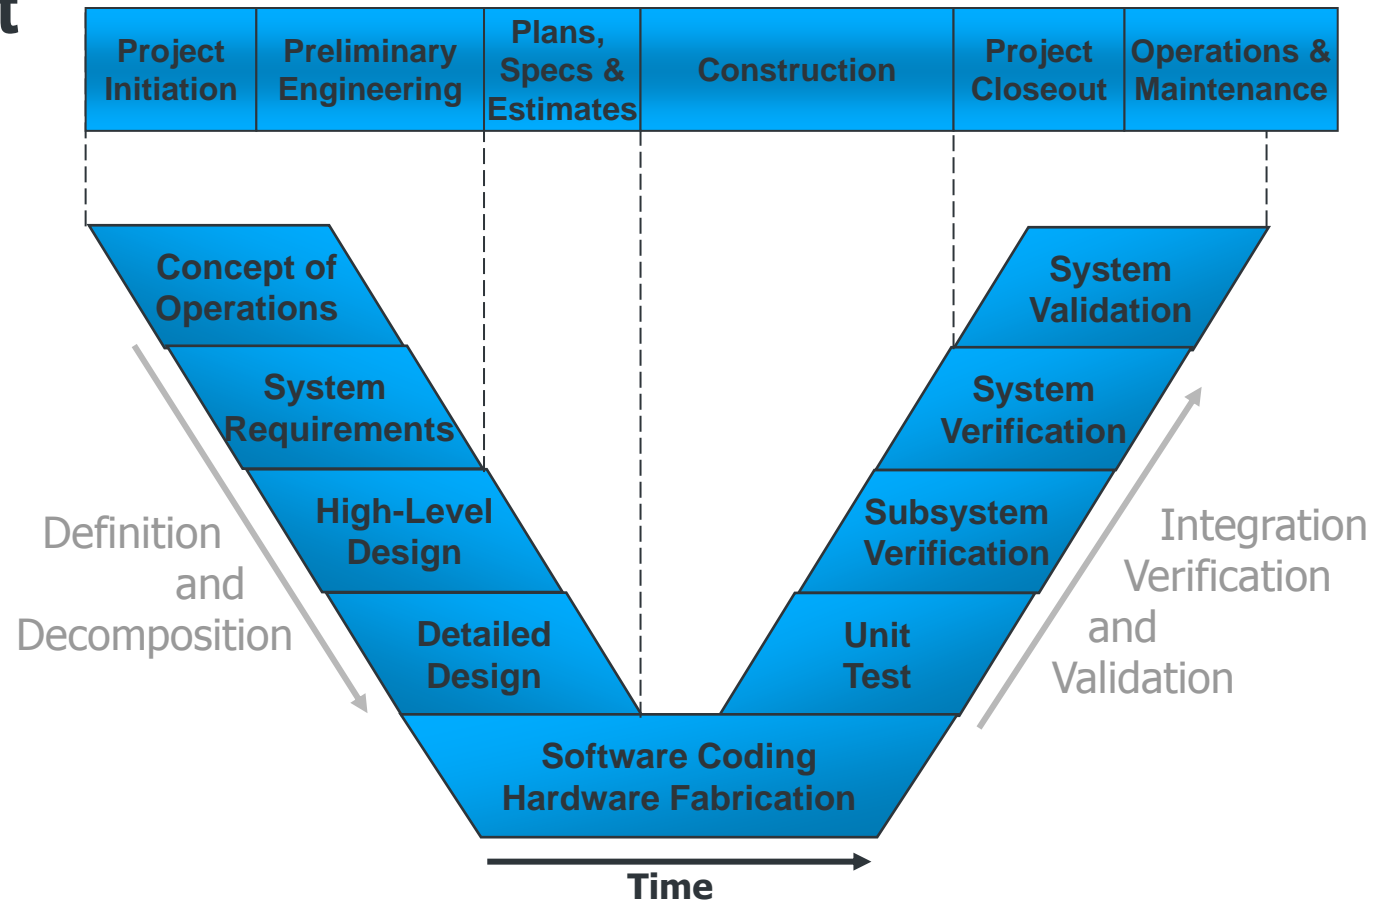 t
Project
Initiation
Preliminary
Engineering
Plans,
Specs &
Estimates
Construction
Project
Closeout
Operations &
Maintenance
Concept of
Operations
System
Requirements
High-Level
Design
Detailed
Design
Software Coding
Hardware Fabrication
Unit
Test
Subsystem
Verification
System
Verification
System
Validation
Definition
and
Decomposition
Integration
Verification
and
Validation
Time